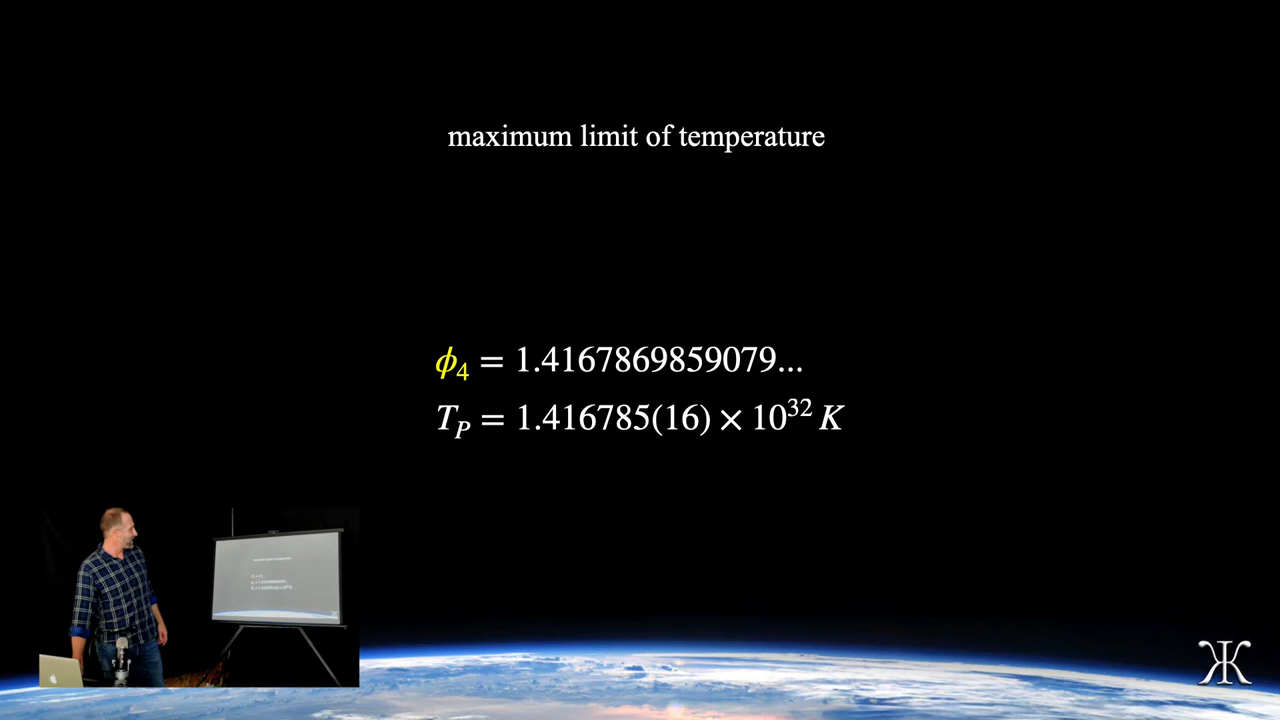 maximum limit of temperature
ϕ₄ = 1.4167869859079...
T_P = 1.416785(16) × 10³² K